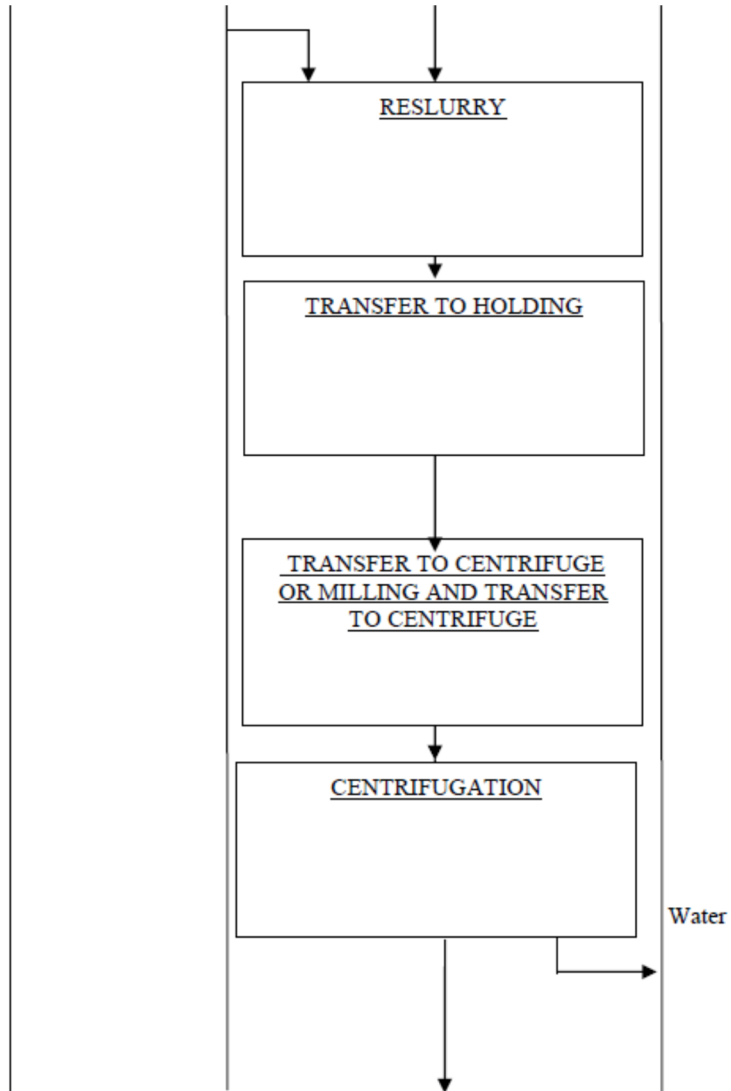 RESLURRY
TRANSFER TO HOLDING
TRANSFER TO CENTRIFUGE
OR MILLING AND TRANSFER
TO CENTRIFUGE
CENTRIFUGATION
Water